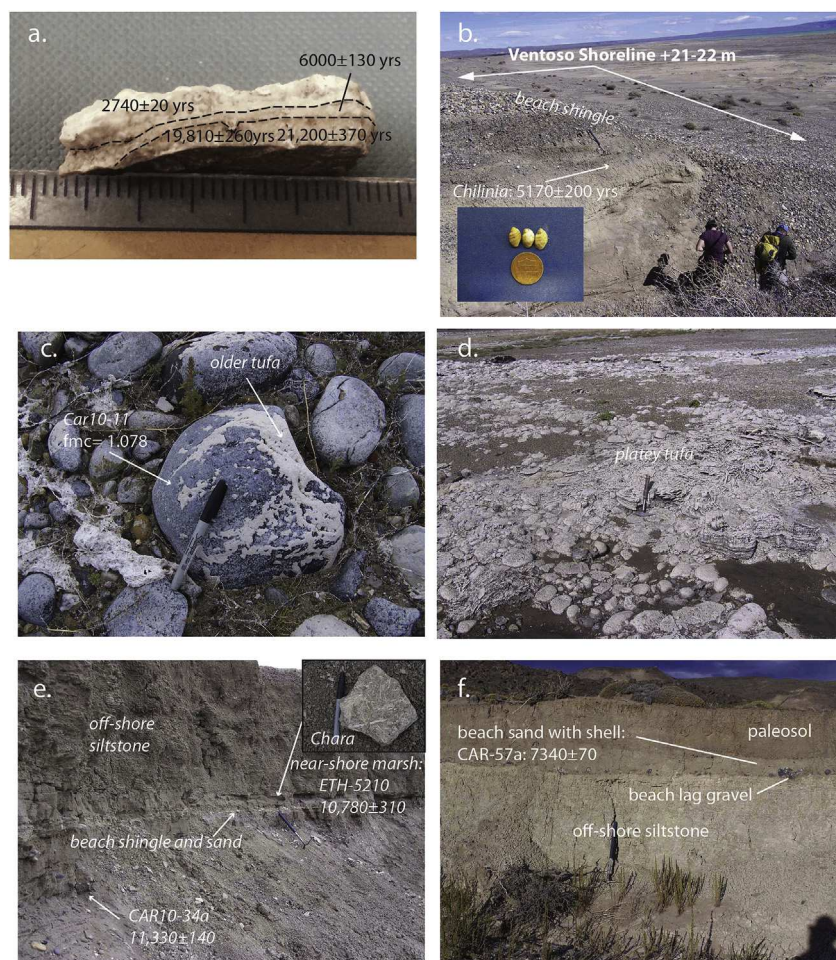 a.
6000±130 yrs
2740±20 yrs
19,810±260yrs
21,200±370 yrs
b.
Ventoso Shoreline +21-22 m
beach shingle
Chilinia: 5170±200 yrs
c.
older tufa
Car10-11
fmc= 1.078
d.
platey tufa
e.
off-shore
siltstone
Chara
near-shore marsh:
ETH-5210
10,780±310
beach shingle and sand
CAR10-34a
11,330±140
f.
beach sand with shell:
CAR-57a: 7340±70
paleosol
beach lag gravel
off-shore siltstone